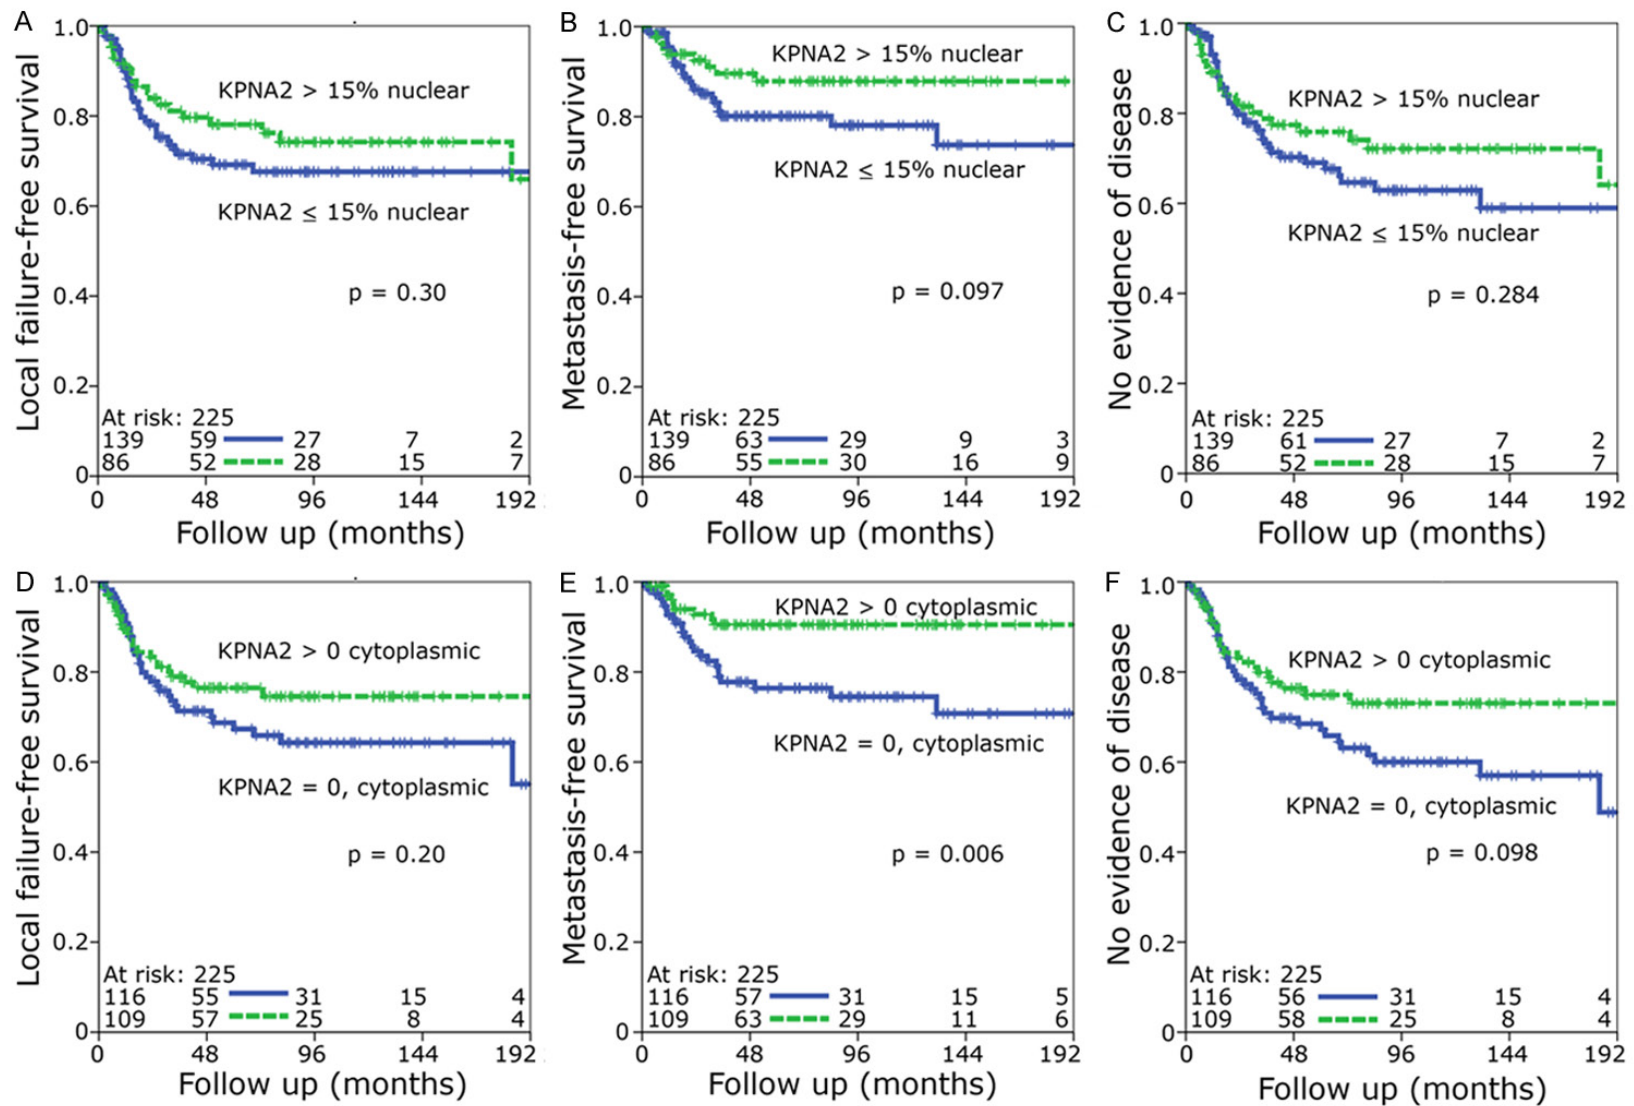 A
Local failure-free survival
1.0
0.8
0.6
0.4
0.2
0
KPNA2 > 15% nuclear
KPNA2 ≤ 15% nuclear
p = 0.30
At risk: 225
139 59 27 7 2
86 52 28 15 7
0 48 96 144 192
Follow up (months)
B
Metastasis-free survival
1.0
0.8
0.6
0.4
0.2
0
KPNA2 > 15% nuclear
KPNA2 ≤ 15% nuclear
p = 0.097
At risk: 225
139 63 29 9 3
86 55 30 16 9
0 48 96 144 192
Follow up (months)
C
No evidence of disease
1.0
0.8
0.6
0.4
0.2
0
KPNA2 > 15% nuclear
KPNA2 ≤ 15% nuclear
p = 0.284
At risk: 225
139 61 27 7 2
86 52 28 15 7
0 48 96 144 192
Follow up (months)
D
Local failure-free survival
1.0
0.8
0.6
0.4
0.2
0
KPNA2 > 0 cytoplasmic
KPNA2 = 0, cytoplasmic
p = 0.20
At risk: 225
116 55 31 15 4
109 57 25 8 4
0 48 96 144 192
Follow up (months)
E
Metastasis-free survival
1.0
0.8
0.6
0.4
0.2
0
KPNA2 > 0 cytoplasmic
KPNA2 = 0, cytoplasmic
p = 0.006
At risk: 225
116 57 31 15 5
109 63 29 11 6
0 48 96 144 192
Follow up (months)
F
No evidence of disease
1.0
0.8
0.6
0.4
0.2
0
KPNA2 > 0 cytoplasmic
KPNA2 = 0, cytoplasmic
p = 0.098
At risk: 225
116 56 31 15 4
109 58 25 8 4
0 48 96 144 192
Follow up (months)